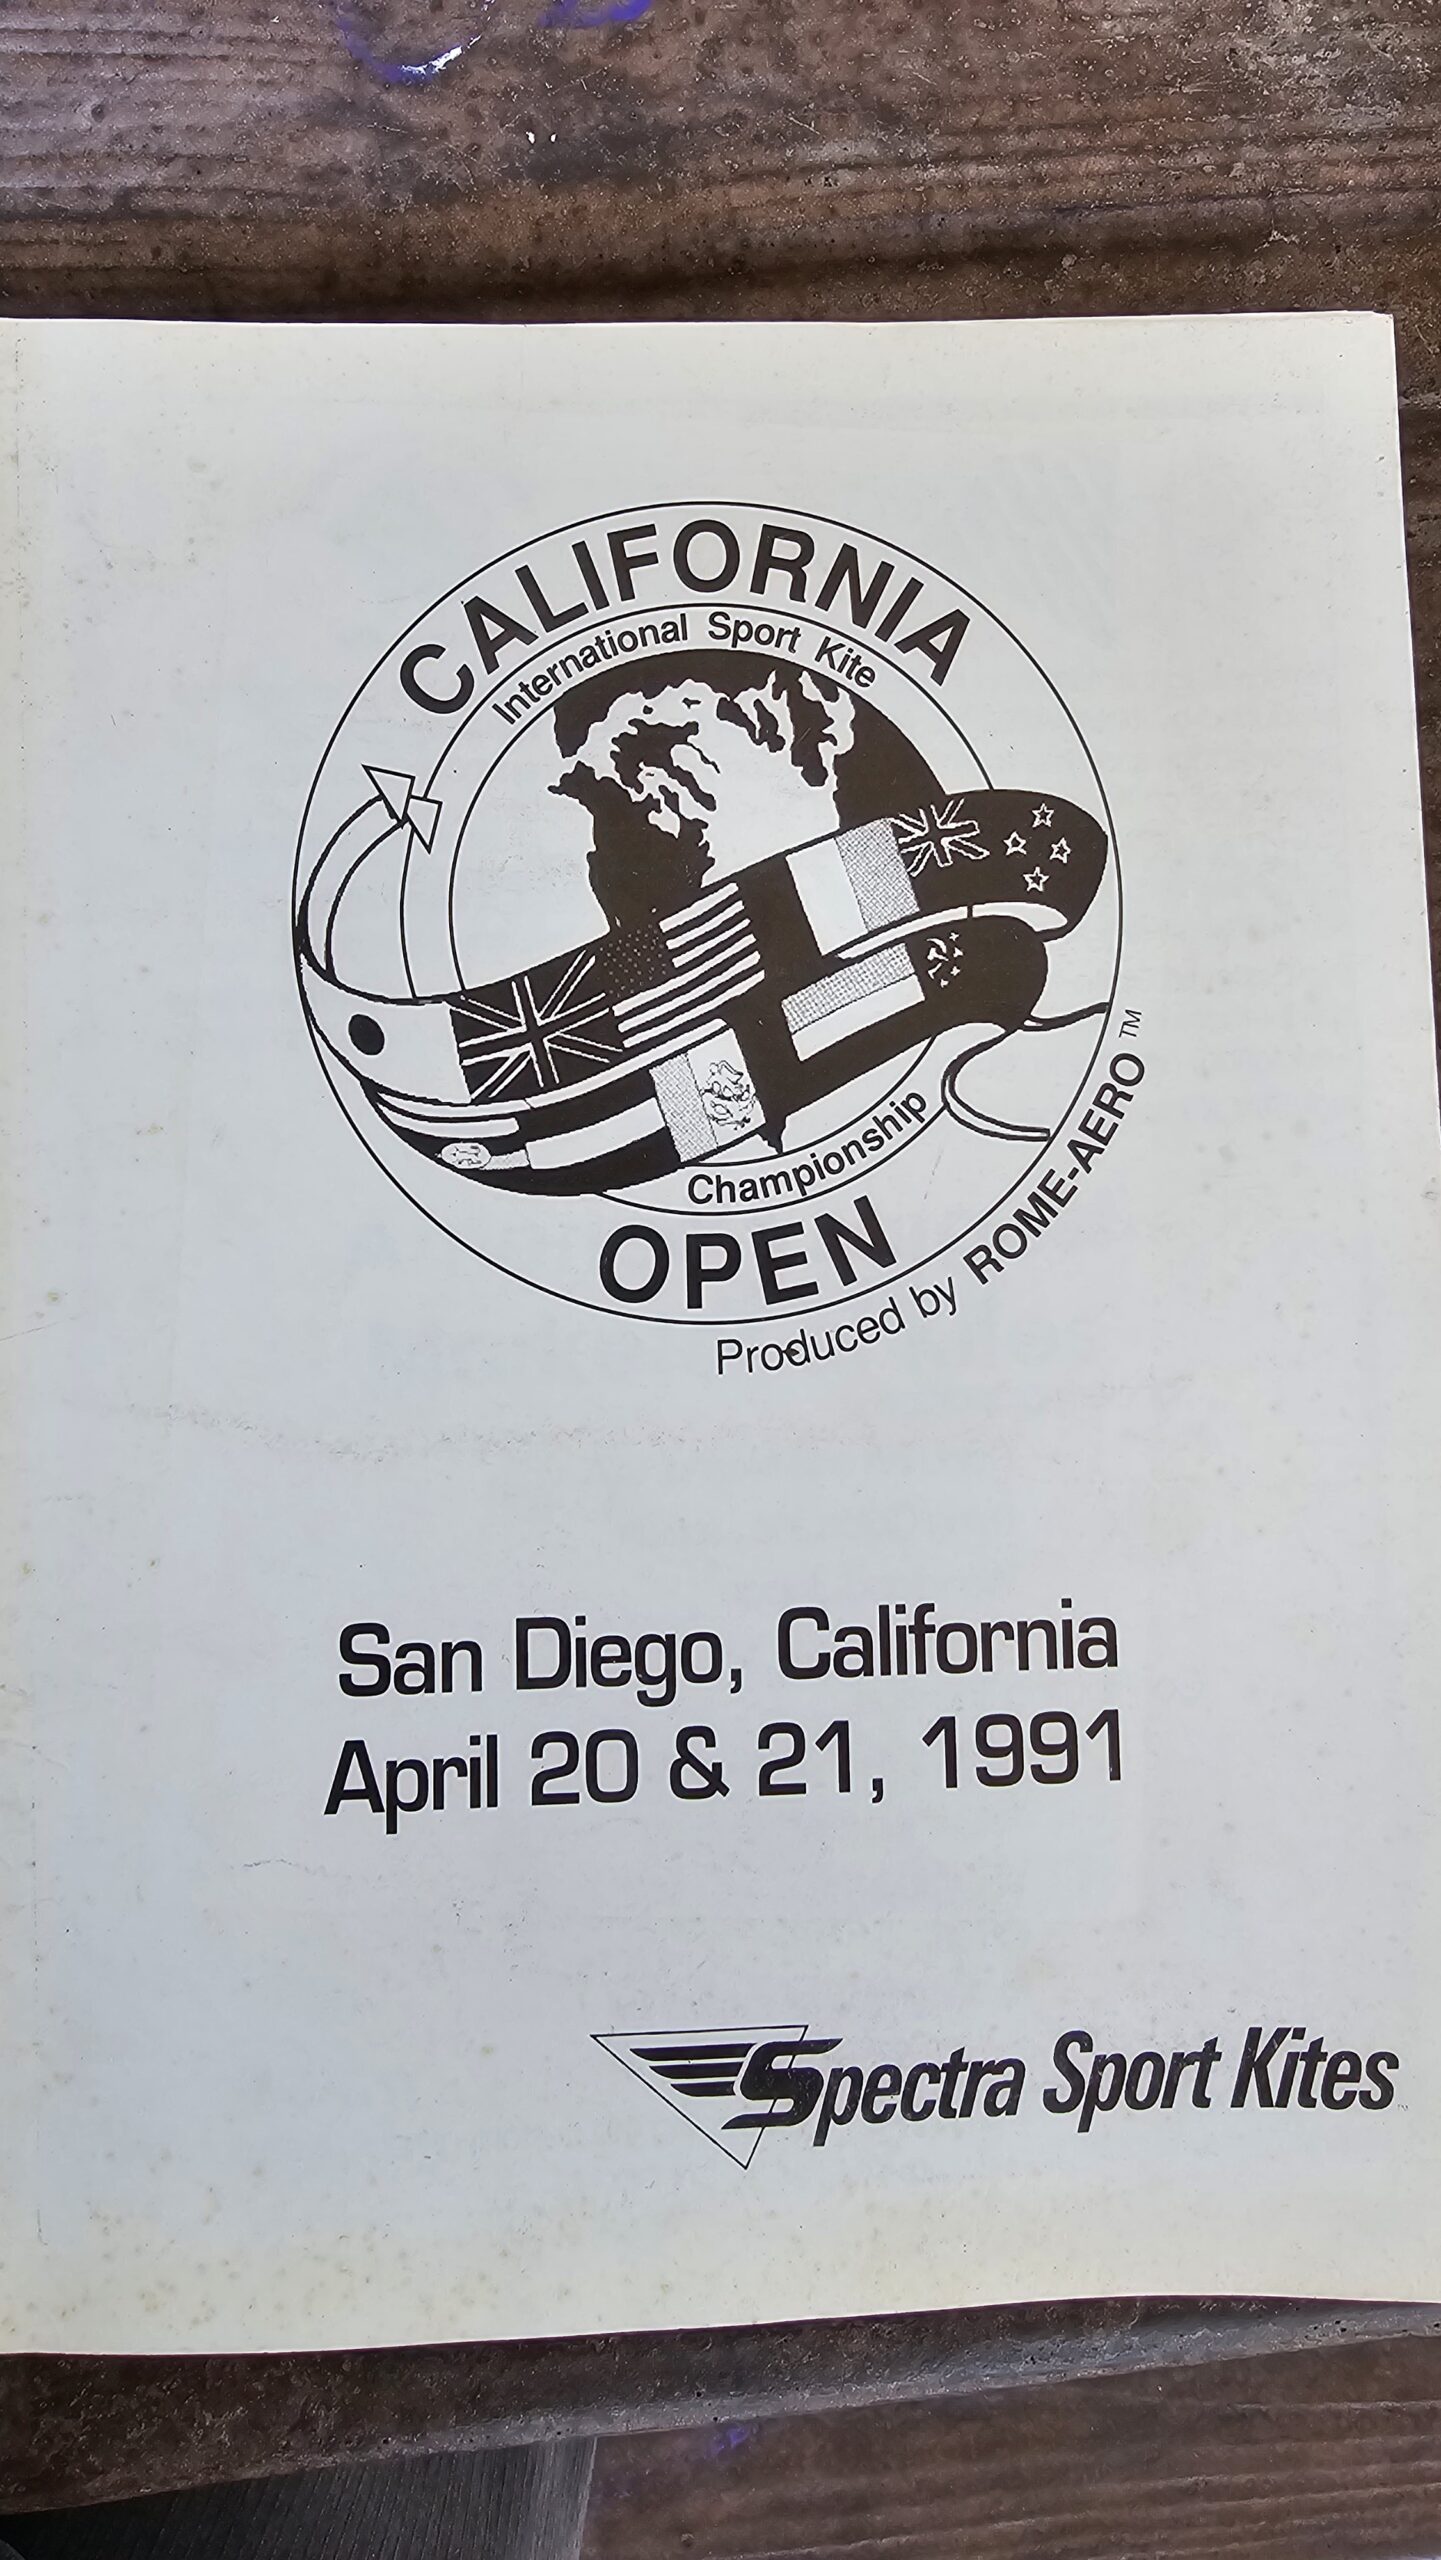 CALIFORNIA
International Sport Kite
Championship
OPEN
Produced by ROME-AERO™
San Diego, California
April 20 & 21, 1991
Spectra Sport Kites